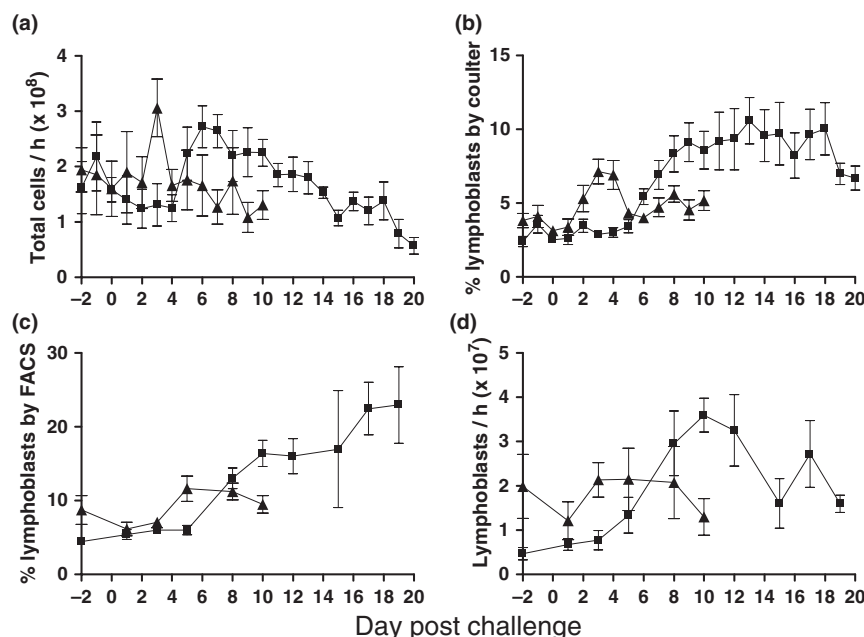 (a)
Total cells / h (x 10⁸)
4
3
2
1
0
−2 0 2 4 6 8 10 12 14 16 18 20
(b)
% lymphoblasts by coulter
15
10
5
0
−2 0 2 4 6 8 10 12 14 16 18 20
(c)
% lymphoblasts by FACS
30
20
10
0
−2 0 2 4 6 8 10 12 14 16 18 20
(d)
Lymphoblasts / h (x 10⁷)
5
4
3
2
1
0
−2 0 2 4 6 8 10 12 14 16 18 20
Day post challenge